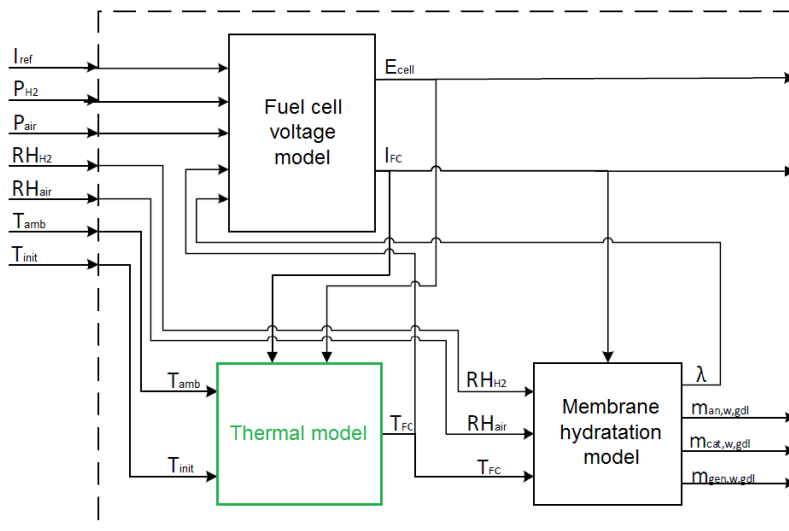 Iref
PH2
Pair
RHH2
RHair
Tamb
Tinit
Fuel cell
voltage
model
Ecell
IFC
Tamb
Tinit
Thermal model
TFC
RHH2
RHair
TFC
Membrane
hydratation
model
λ
man,w,gdl
mcat,w,gdl
mgen,w,gdl